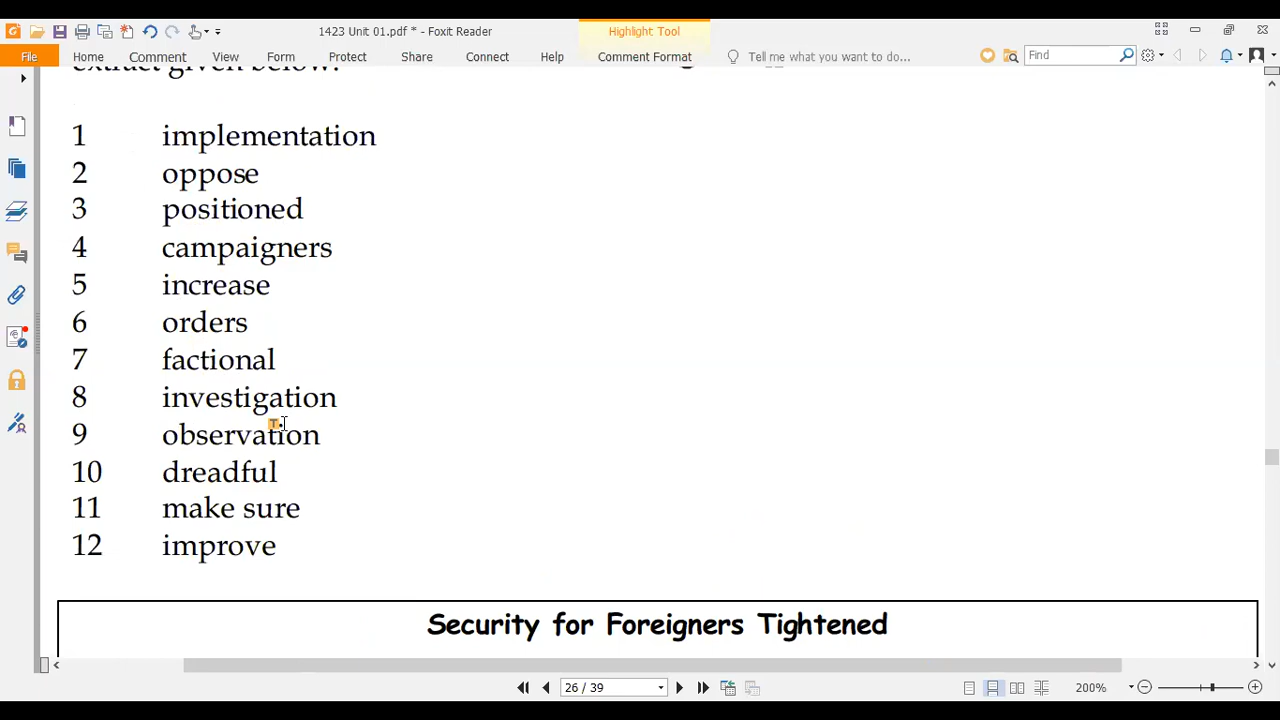 1423 Unit 01.pdf * - Foxit Reader
Highlight Tool
File
Home
Comment
View
Form
Protect
Share
Connect
Help
Comment Format
Tell me what you want to do...
Find
extract given below.
1 implementation
2 oppose
3 positioned
4 campaigners
5 increase
6 orders
7 factional
8 investigation
9 observation
10 dreadful
11 make sure
12 improve
Security for Foreigners Tightened
26 / 39
200%